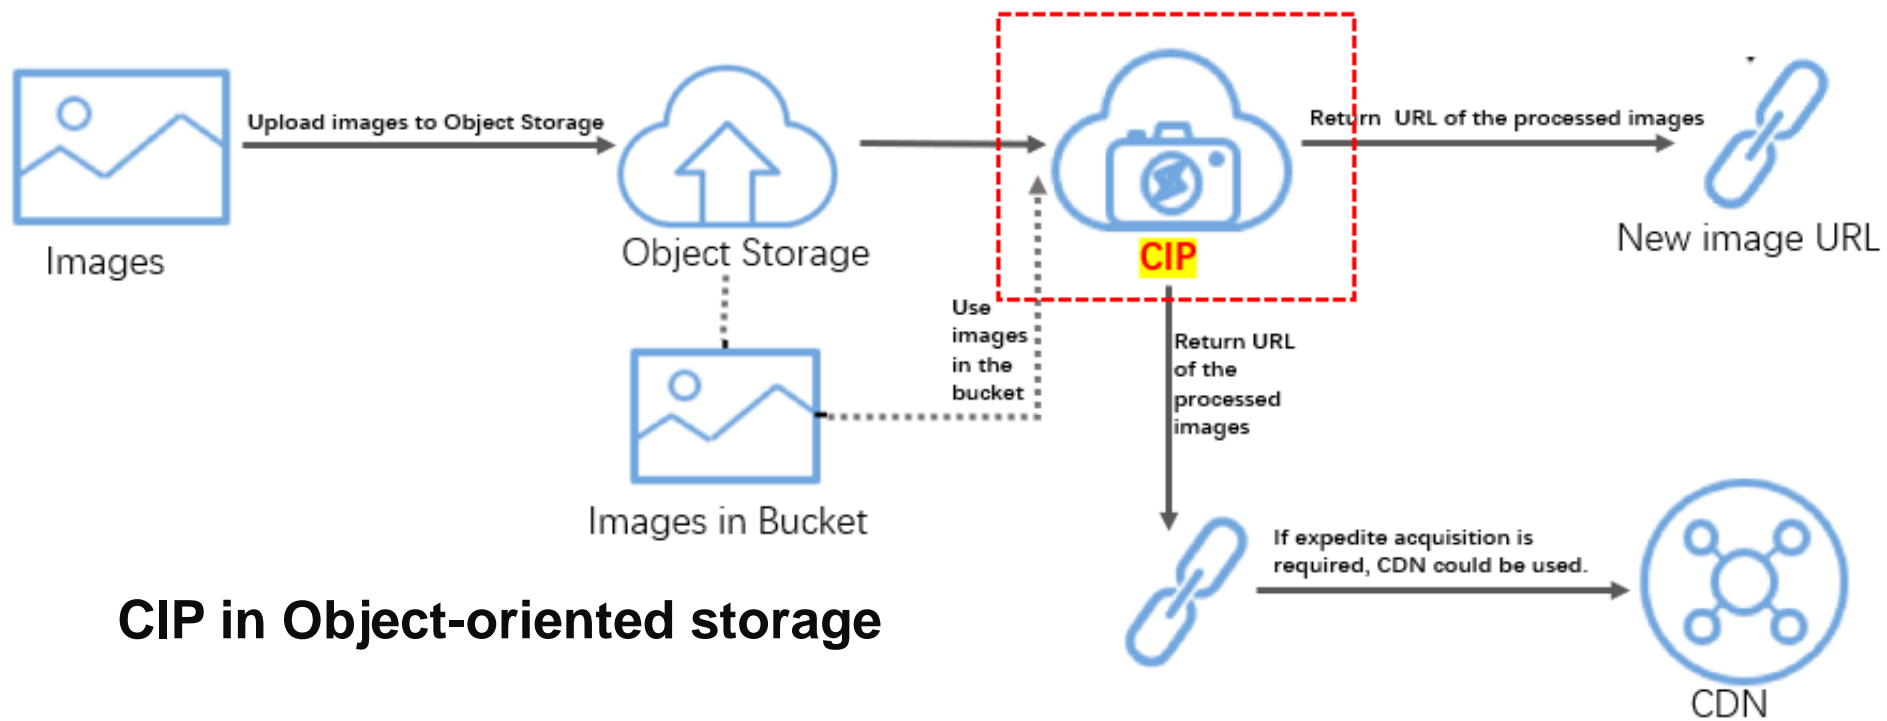 Upload images to Object Storage
Return URL of the processed images
Images
Object Storage
CIP
New image URL
Use
images
in the
bucket
Return URL
of the
processed
images
Images in Bucket
If expedite acquisition is
required, CDN could be used.
CIP in Object-oriented storage
CDN